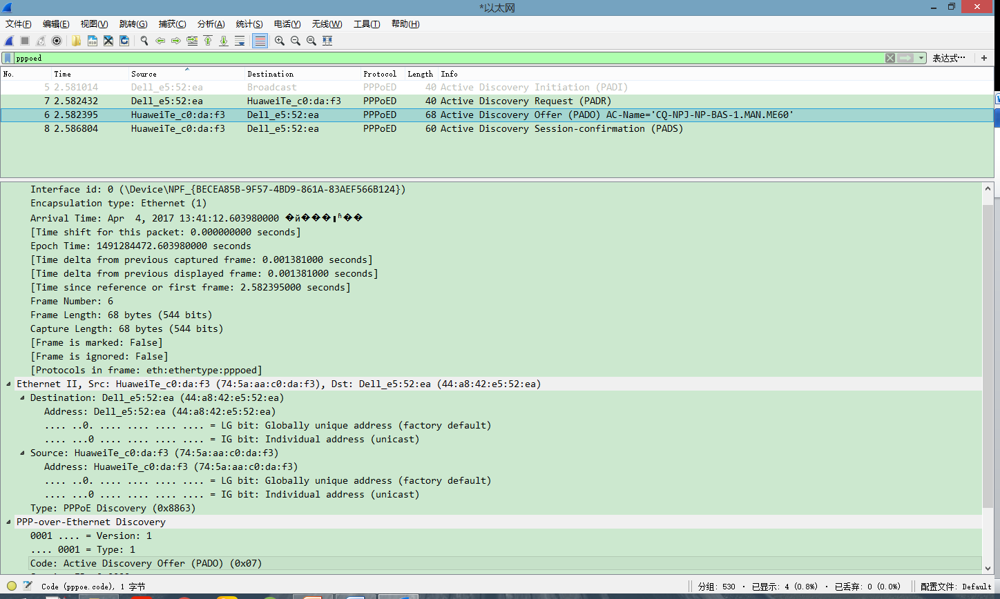 *以太网
文件(F) 编辑(E) 视图(V) 跳转(G) 捕获(C) 分析(A) 统计(S) 电话(Y) 无线(W) 工具(T) 帮助(H)
pppoed 表达式… +
No. Time Source Destination Protocol Length Info
5 2.581014 Dell_e5:52:ea Broadcast PPPoED 40 Active Discovery Initiation (PADI)
7 2.582432 Dell_e5:52:ea HuaweiTe_c0:da:f3 PPPoED 40 Active Discovery Request (PADR)
6 2.582395 HuaweiTe_c0:da:f3 Dell_e5:52:ea PPPoED 68 Active Discovery Offer (PADO) AC-Name='CQ-NPJ-NP-BAS-1.MAN.ME60'
8 2.586804 HuaweiTe_c0:da:f3 Dell_e5:52:ea PPPoED 60 Active Discovery Session-confirmation (PADS)
Interface id: 0 (\Device\NPF_{BECEA85B-9F57-4BD9-861A-83AEF566B124})
Encapsulation type: Ethernet (1)
Arrival Time: Apr  4, 2017 13:41:12.603980000
[Time shift for this packet: 0.000000000 seconds]
Epoch Time: 1491284472.603980000 seconds
[Time delta from previous captured frame: 0.001381000 seconds]
[Time delta from previous displayed frame: 0.001381000 seconds]
[Time since reference or first frame: 2.582395000 seconds]
Frame Number: 6
Frame Length: 68 bytes (544 bits)
Capture Length: 68 bytes (544 bits)
[Frame is marked: False]
[Frame is ignored: False]
[Protocols in frame: eth:ethertype:pppoed]
Ethernet II, Src: HuaweiTe_c0:da:f3 (74:5a:aa:c0:da:f3), Dst: Dell_e5:52:ea (44:a8:42:e5:52:ea)
Destination: Dell_e5:52:ea (44:a8:42:e5:52:ea)
Address: Dell_e5:52:ea (44:a8:42:e5:52:ea)
.... ..0. .... .... .... .... = LG bit: Globally unique address (factory default)
.... ...0 .... .... .... .... = IG bit: Individual address (unicast)
Source: HuaweiTe_c0:da:f3 (74:5a:aa:c0:da:f3)
Address: HuaweiTe_c0:da:f3 (74:5a:aa:c0:da:f3)
.... ..0. .... .... .... .... = LG bit: Globally unique address (factory default)
.... ...0 .... .... .... .... = IG bit: Individual address (unicast)
Type: PPPoE Discovery (0x8863)
PPP-over-Ethernet Discovery
0001 .... = Version: 1
.... 0001 = Type: 1
Code: Active Discovery Offer (PADO) (0x07)
Code (pppoe.code), 1 字节 分组: 530 · 已显示: 4 (0.8%) · 已丢弃: 0 (0.0%) 配置文件: Default